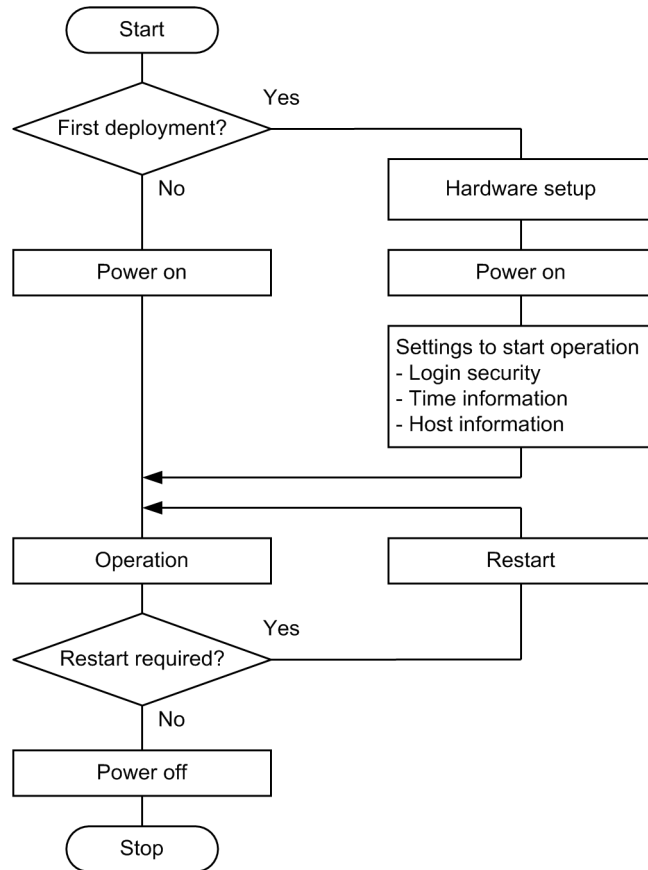 Start
First deployment?
Yes
No
Hardware setup
Power on
Power on
Settings to start operation
- Login security
- Time information
- Host information
Operation
Restart
Restart required?
Yes
No
Power off
Stop